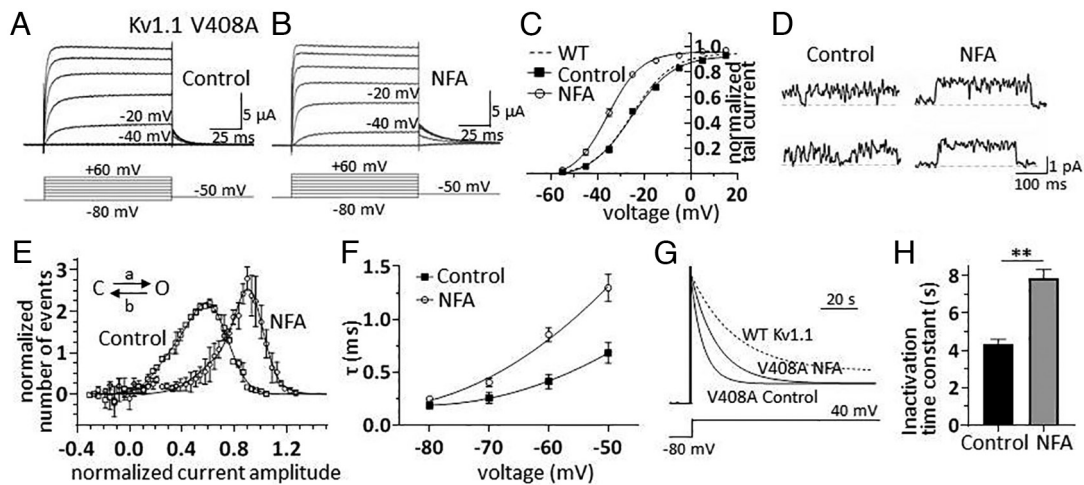 A
Kv1.1 V408A
B
C
D
Control
-20 mV
-40 mV
5 µA
25 ms
+60 mV
-50 mV
-80 mV
NFA
-20 mV
-40 mV
5 µA
25 ms
+60 mV
-50 mV
-80 mV
WT
Control
NFA
1.0
0.8
0.6
0.4
0.2
normalized
tail current
-60 -40 -20 0 20
voltage (mV)
Control NFA
1 pA
100 ms
E
F
G
H
normalized
number of events
3
2
1
0
C a O
b
Control
NFA
-0.4 0.0 0.4 0.8 1.2
normalized current amplitude
τ (ms)
1.5
1.0
0.5
0.0
Control
NFA
-80 -70 -60 -50
voltage (mV)
20 s
WT Kv1.1
V408A NFA
V408A Control
40 mV
-80 mV
Inactivation
time constant (s)
8
6
4
2
0
**
Control NFA